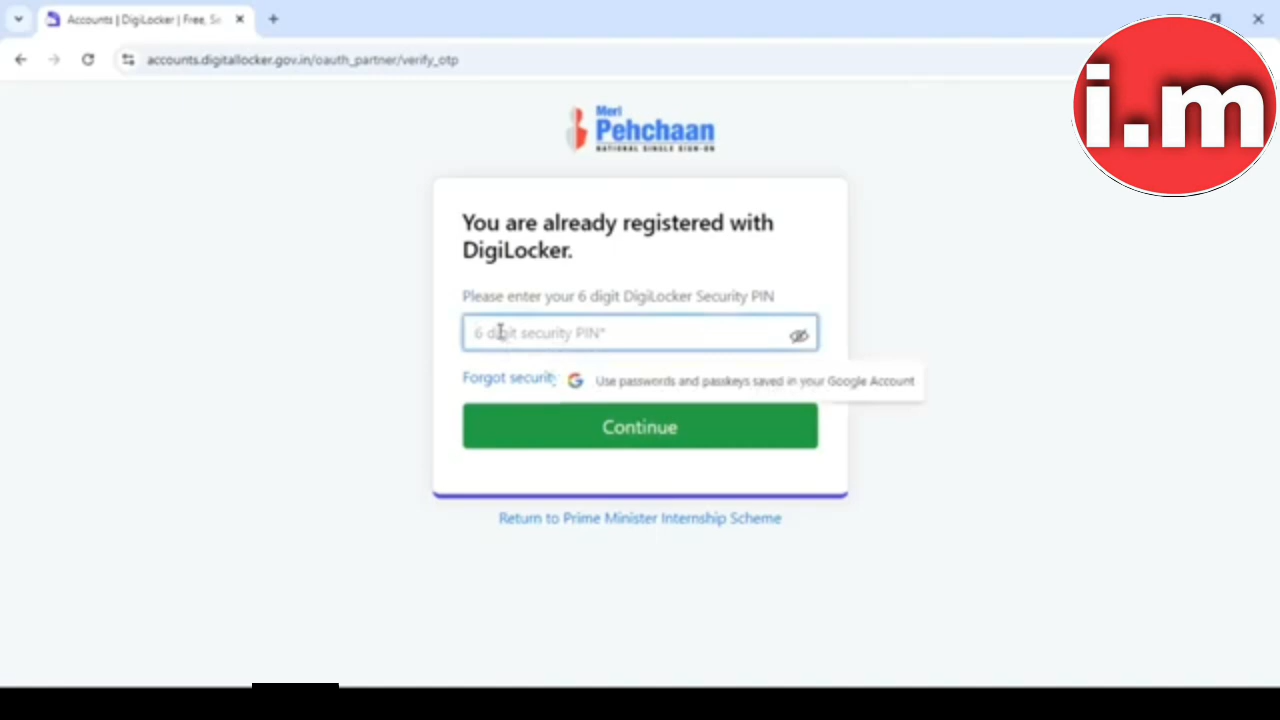 Accounts | DigiLocker | Free, Se
accounts.digitallocker.gov.in/oauth_partner/verify_otp
i.m
Meri
Pehchaan
NATIONAL SINGLE SIGN-ON
You are already registered with
DigiLocker.
Please enter your 6 digit DigiLocker Security PIN
6 digit security PIN*
Forgot security
Use passwords and passkeys saved in your Google Account
Continue
Return to Prime Minister Internship Scheme